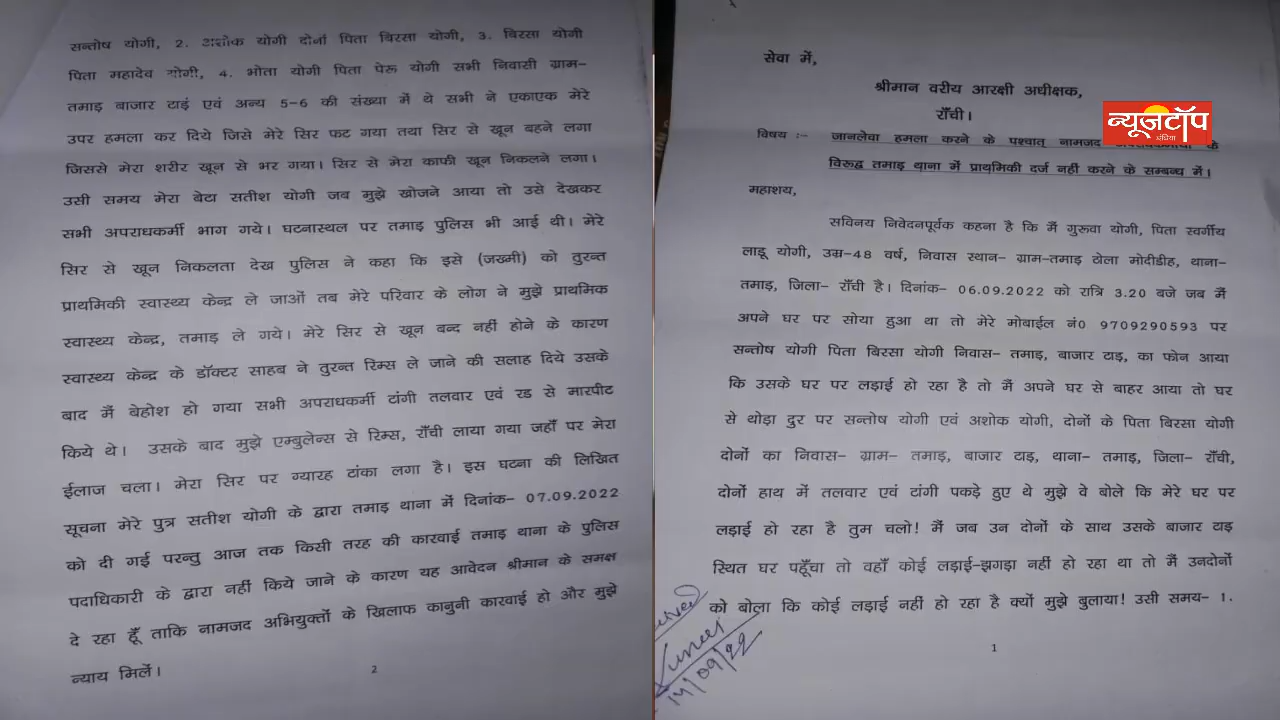 सेवा में,
श्रीमान वरीय आरक्षी अधीक्षक,
राँची।
विषय :- जानलेवा हमला करने के पश्चात् नामजद के
विरूद्ध तमाड़ थाना में प्राथमिकी दर्ज नहीं करने के सम्बन्ध में।
महाशय,
सविनय निवेदनपूर्वक कहना है कि मैं गुरूवा योगी, पिता स्वर्गीय
लाडू योगी, उम्र-48 वर्ष, निवास स्थान- ग्राम-तमाड़ टोला मोदीडीह, थाना-
तमाड़, जिला- राँची है। दिनांक- 06.09.2022 को रात्रि 3.20 बजे जब मैं
अपने घर पर सोया हुआ था तो मेरे मोबाईल नं0 9709290593 पर
सन्तोष योगी पिता बिरसा योगी निवास- तमाड़, बाजार टाड़, का फोन आया
कि उसके घर पर लड़ाई हो रहा है तो मैं अपने घर से बाहर आया तो घर
से थोड़ा दुर पर सन्तोष योगी एवं अशोक योगी, दोनों के पिता बिरसा योगी
दोनों का निवास- ग्राम- तमाड़, बाजार टाड़, थाना- तमाड़, जिला- राँची,
दोनों हाथ में तलवार एवं टांगी पकड़े हुए थे मुझे वे बोले कि मेरे घर पर
लड़ाई हो रहा है तुम चलो! मैं जब उन दोनों के साथ उसके बाजार टाड़
स्थित घर पहूँचा तो वहाँ कोई लड़ाई-झगड़ा नहीं हो रहा था तो मैं उनदोनों
को बोला कि कोई लड़ाई नहीं हो रहा है क्यों मुझे बुलाया! उसी समय- 1.
1
14/09/22
सन्तोष योगी, 2. अशोक योगी दोनों पिता बिरसा योगी, 3. बिरसा योगी
पिता महादेव योगी, 4. भोता योगी पिता पेरू योगी सभी निवासी ग्राम-
तमाड़ बाजार टाड़ं एवं अन्य 5-6 की संख्या में थे सभी ने एकाएक मेरे
उपर हमला कर दिये जिसे मेरे सिर फट गया तथा सिर से खून बहने लगा
जिससे मेरा शरीर खून से भर गया। सिर से मेरा काफी खून निकलने लगा।
उसी समय मेरा बेटा सतीश योगी जब मुझे खोजने आया तो उसे देखकर
सभी अपराधकर्मी भाग गये। घटनास्थल पर तमाड़ पुलिस भी आई थी। मेरे
सिर से खून निकलता देख पुलिस ने कहा कि इसे (जख्मी) को तुरन्त
प्राथमिकी स्वास्थ्य केन्द्र ले जाओं तब मेरे परिवार के लोग ने मुझे प्राथमिक
स्वास्थ्य केन्द्र, तमाड़ ले गये। मेरे सिर से खून बन्द नहीं होने के कारण
स्वास्थ्य केन्द्र के डॉक्टर साहब ने तुरन्त रिम्स ले जाने की सलाह दिये उसके
बाद मैं बेहोश हो गया सभी अपराधकर्मी टांगी तलवार एवं रड से मारपीट
किये थे। उसके बाद मुझे एम्बुलेन्स से रिम्स, राँची लाया गया जहाँ पर मेरा
ईलाज चला। मेरा सिर पर ग्यारह टांका लगा है। इस घटना की लिखित
सूचना मेरे पुत्र सतीश योगी के द्वारा तमाड़ थाना में दिनांक- 07.09.2022
को दी गई परन्तु आज तक किसी तरह की कारवाई तमाड़ थाना के पुलिस
पदाधिकारी के द्वारा नहीं किये जाने के कारण यह आवेदन श्रीमान के समक्ष
दे रहा हूँ ताकि नामजद अभियुक्तों के खिलाफ कानुनी कारवाई हो और मुझे
न्याय मिलें।
2
न्यूजटॉप